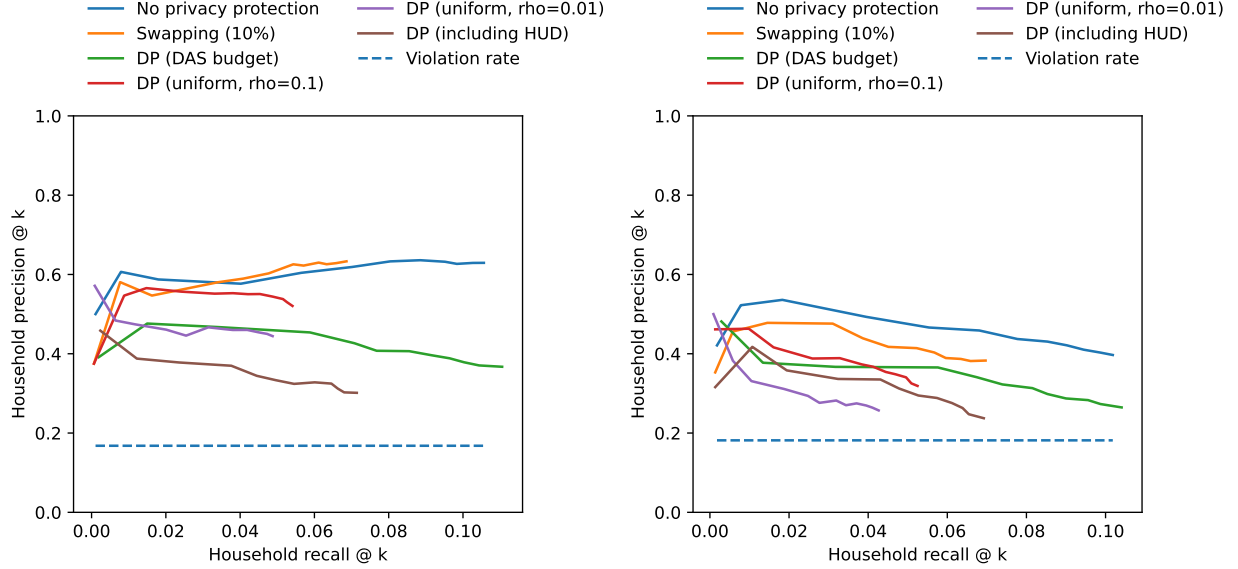 No privacy protection
Swapping (10%)
DP (DAS budget)
DP (uniform, rho=0.1)
DP (uniform, rho=0.01)
DP (including HUD)
Violation rate
1.0
0.8
0.6
0.4
0.2
0.0
Household precision @ k
0.00 0.02 0.04 0.06 0.08 0.10
Household recall @ k
No privacy protection
Swapping (10%)
DP (DAS budget)
DP (uniform, rho=0.1)
DP (uniform, rho=0.01)
DP (including HUD)
Violation rate
1.0
0.8
0.6
0.4
0.2
0.0
Household precision @ k
0.00 0.02 0.04 0.06 0.08 0.10
Household recall @ k